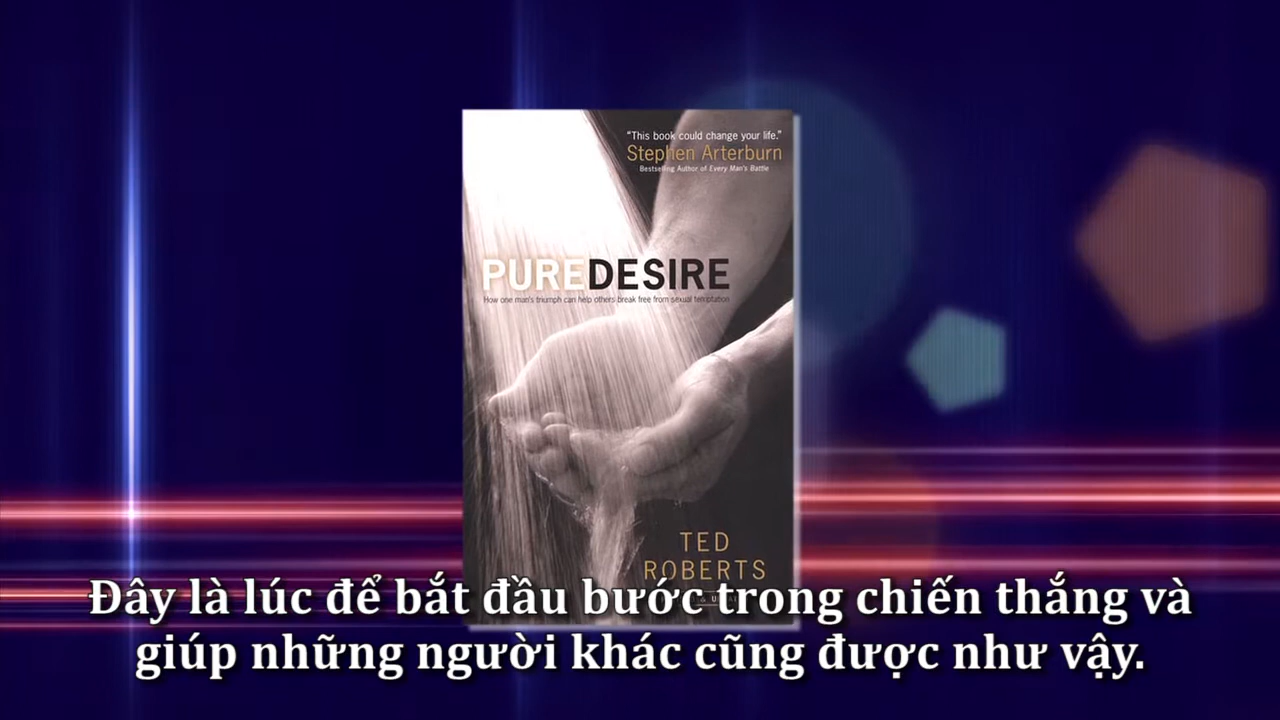 “This book could change your life.”
Stephen Arterburn
Bestselling Author of Every Man's Battle
PUREDESIRE
How one man's triumph can help others break free from sexual temptation
TED
ROBERTS
Đây là lúc để bắt đầu bước trong chiến thắng và
giúp những người khác cũng được như vậy.